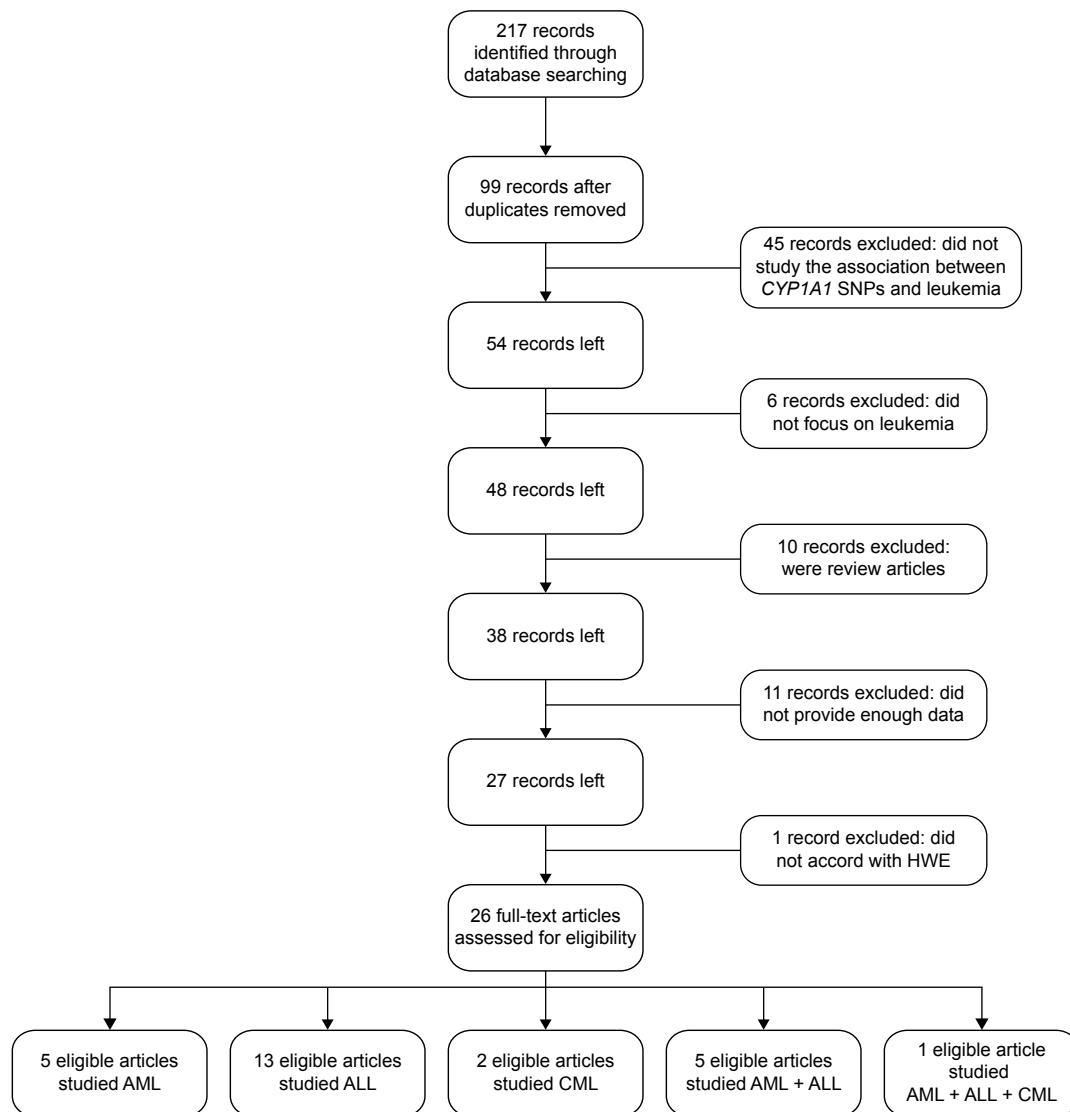 217 records
identified through
database searching
99 records after
duplicates removed
45 records excluded: did not
study the association between
CYP1A1 SNPs and leukemia
54 records left
6 records excluded: did
not focus on leukemia
48 records left
10 records excluded:
were review articles
38 records left
11 records excluded: did
not provide enough data
27 records left
1 record excluded: did
not accord with HWE
26 full-text articles
assessed for eligibility
5 eligible articles
studied AML
13 eligible articles
studied ALL
2 eligible articles
studied CML
5 eligible articles
studied AML + ALL
1 eligible article
studied
AML + ALL + CML